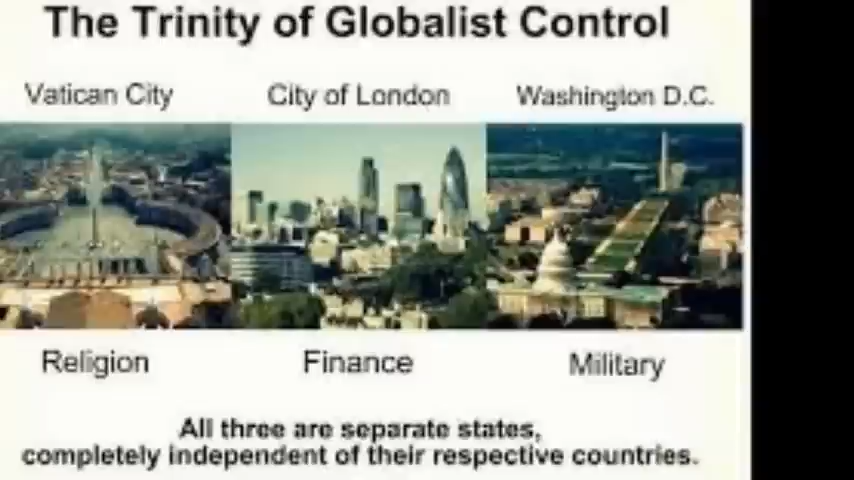 The Trinity of Globalist Control
Vatican City City of London Washington D.C.
Religion Finance Military
All three are separate states,
completely independent of their respective countries.